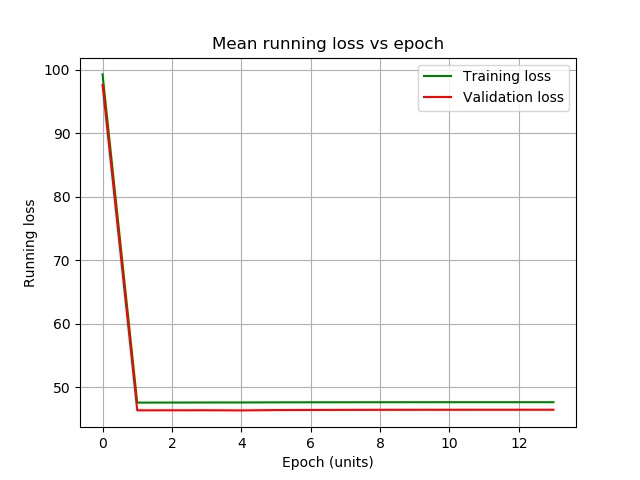 Mean running loss vs epoch
Training loss
Validation loss
Running loss
100
90
80
70
60
50
0 2 4 6 8 10 12
Epoch (units)